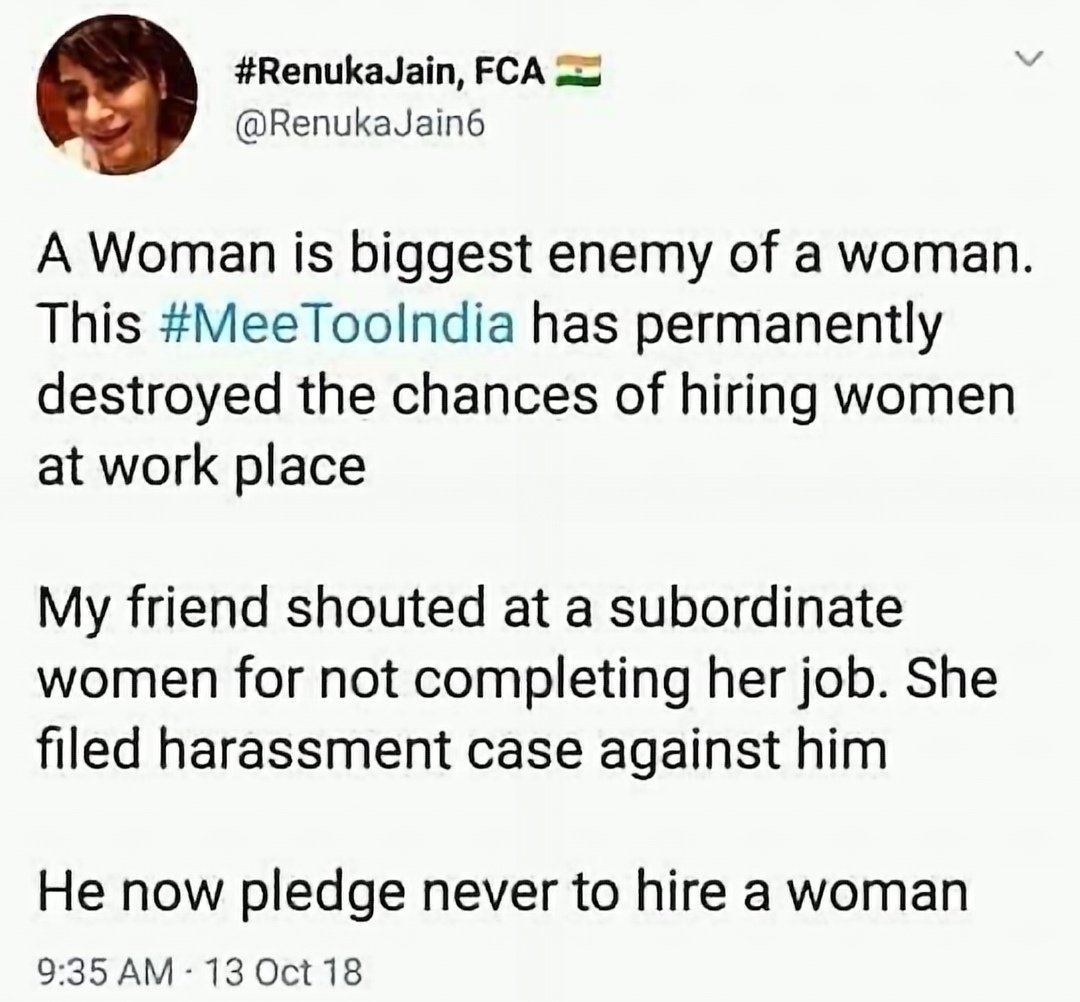 #RenukaJain, FCA 🇮🇳
@RenukaJain6
A Woman is biggest enemy of a woman.
This #MeeTooIndia has permanently
destroyed the chances of hiring women
at work place
My friend shouted at a subordinate
women for not completing her job. She
filed harassment case against him
He now pledge never to hire a woman
9:35 AM · 13 Oct 18